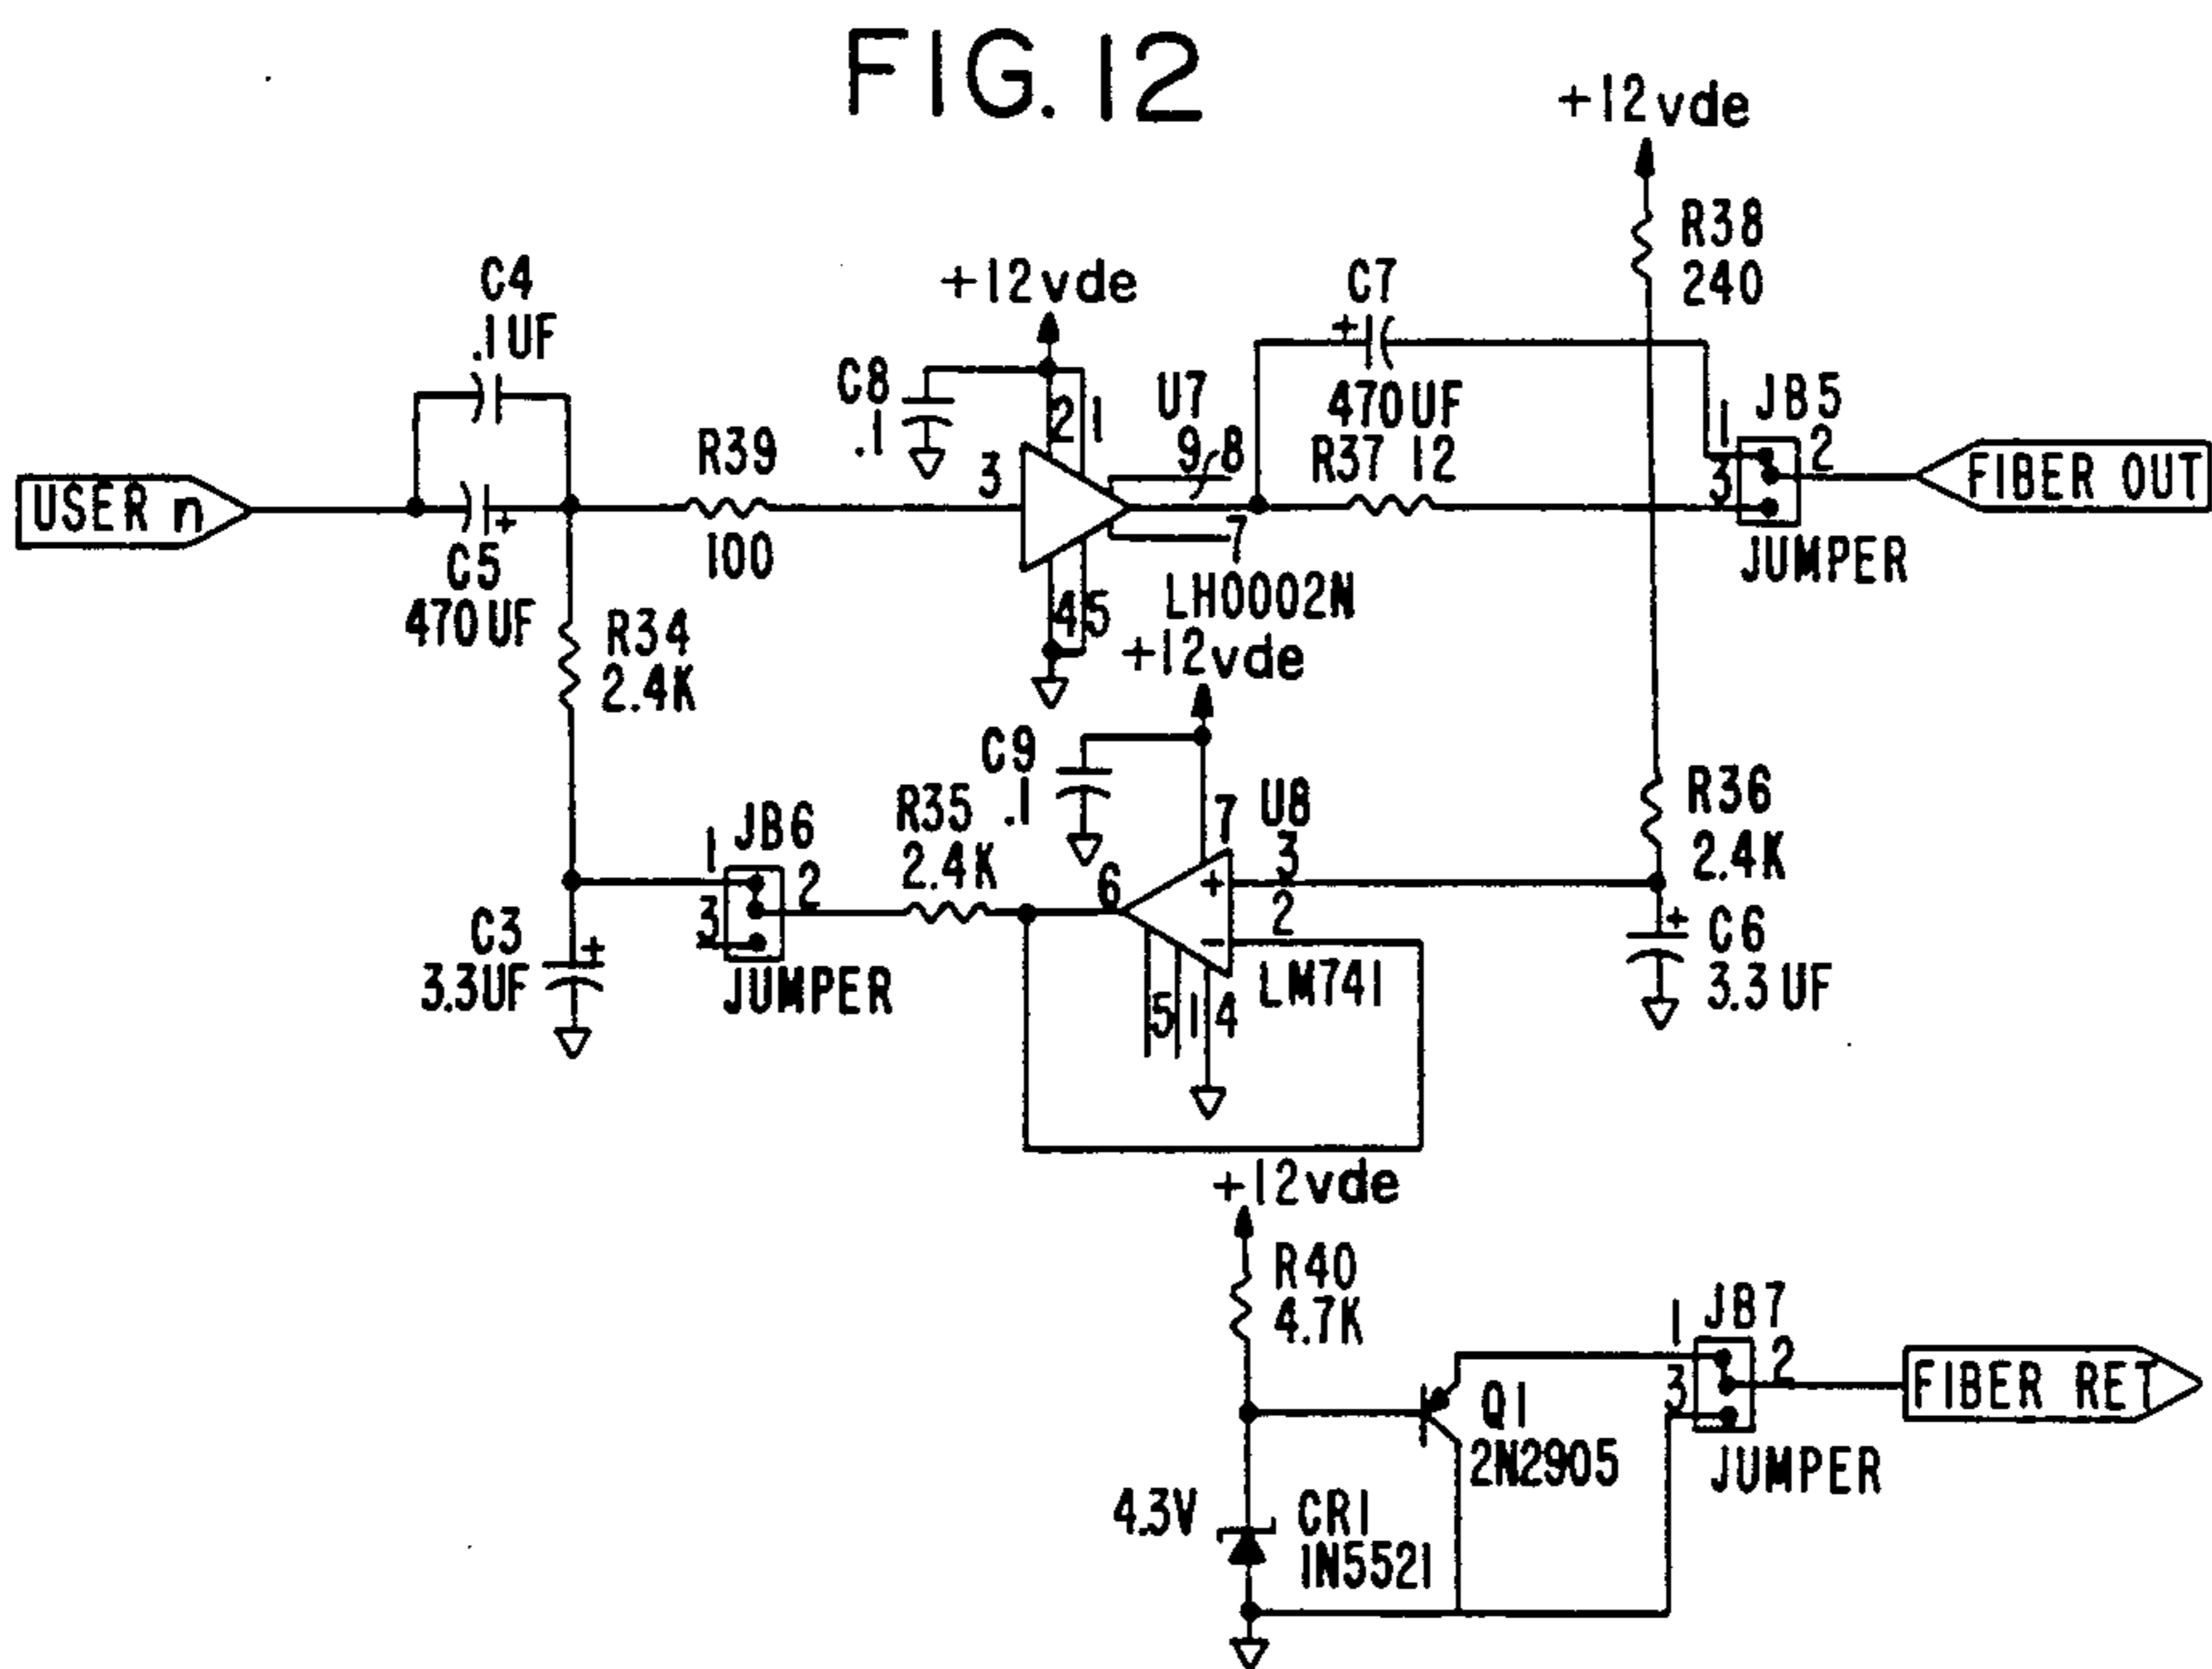 FIG. 12
+12vde
R38
240
C4
.1UF
+12vde
C7
+
470UF
C8
.1
2 1
U7
9 8
R37 12
JB5
1
2
3
JUMPER
FIBER OUT
USER n
C5
470UF
+
R39
100
3
7
LH0002N
4 5
R34
2.4K
+12vde
C9
.1
R35
2.4K
7
U8
3
+
2
-
6
LM741
5 1 4
R36
2.4K
JB6
1
2
3
JUMPER
C3
3.3UF
+
+
C6
3.3UF
+12vde
R40
4.7K
JB7
1
2
3
JUMPER
FIBER RET
Q1
2N2905
4.3V
CR1
1N5521